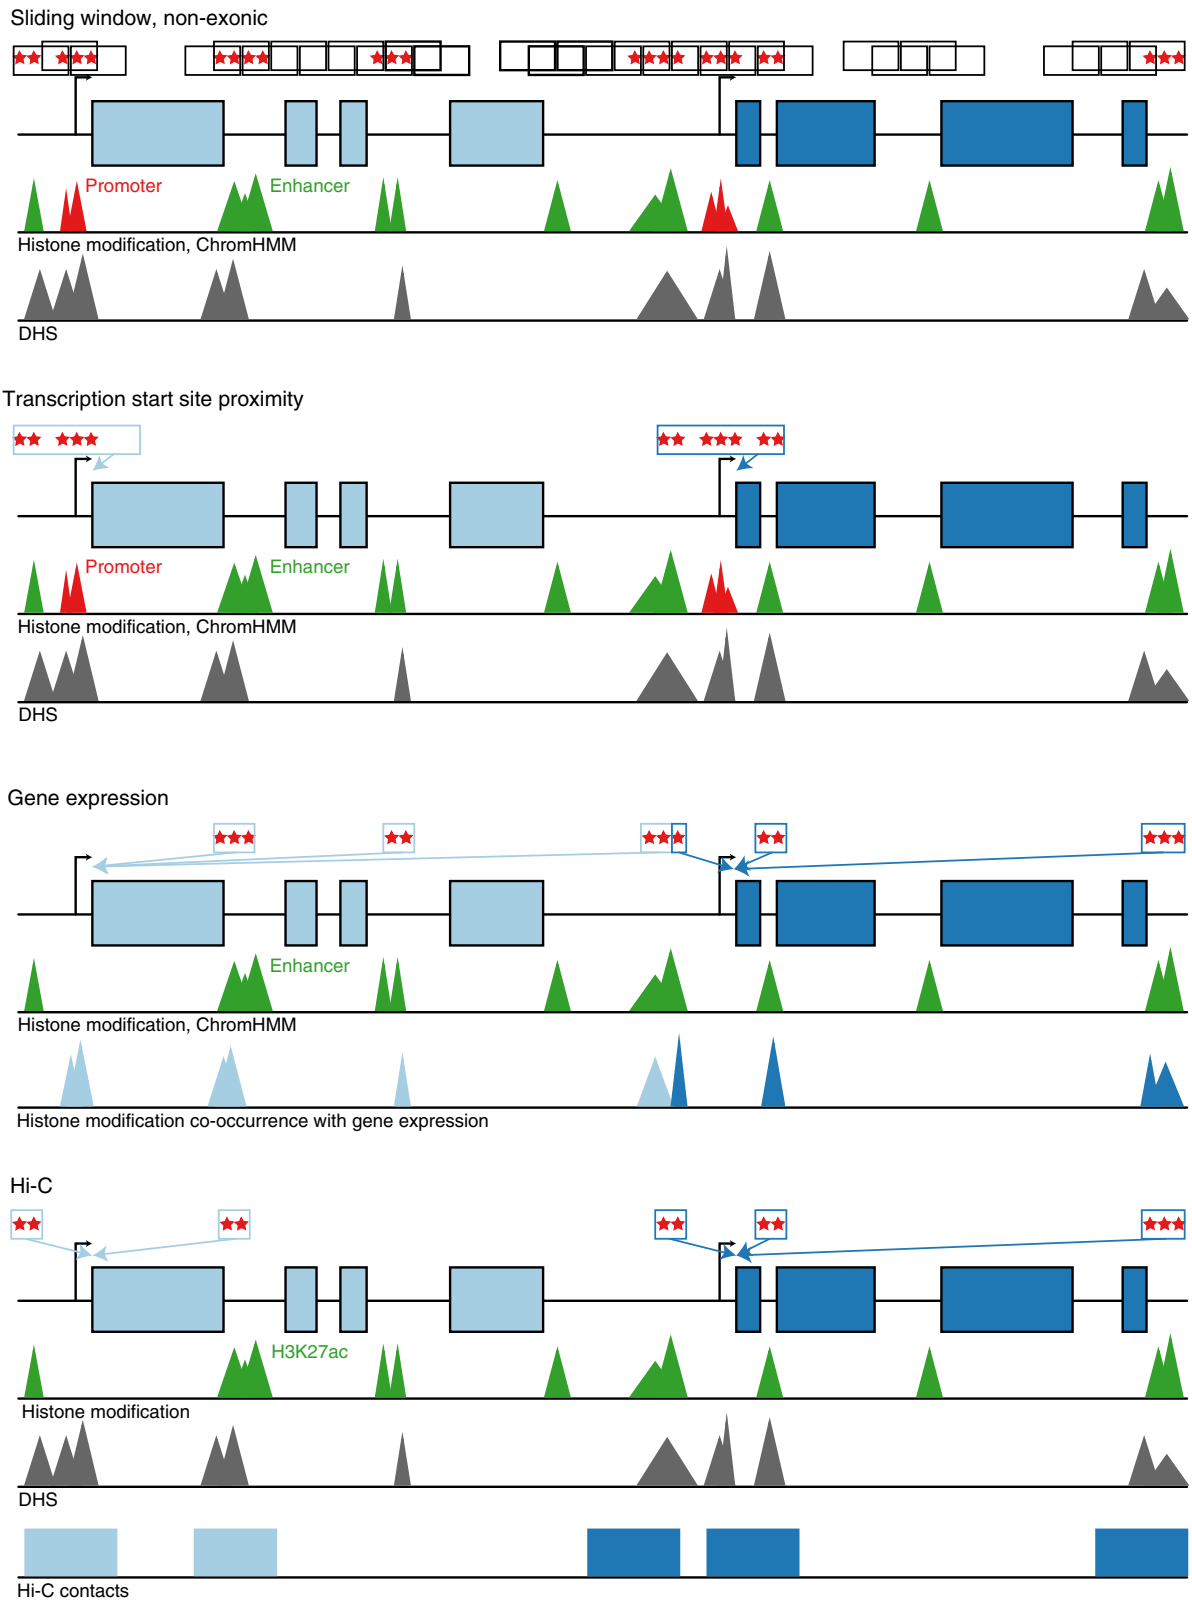 Sliding window, non-exonic
Promoter
Enhancer
Histone modification, ChromHMM
DHS
Transcription start site proximity
Promoter
Enhancer
Histone modification, ChromHMM
DHS
Gene expression
Enhancer
Histone modification, ChromHMM
Histone modification co-occurrence with gene expression
Hi-C
H3K27ac
Histone modification
DHS
Hi-C contacts